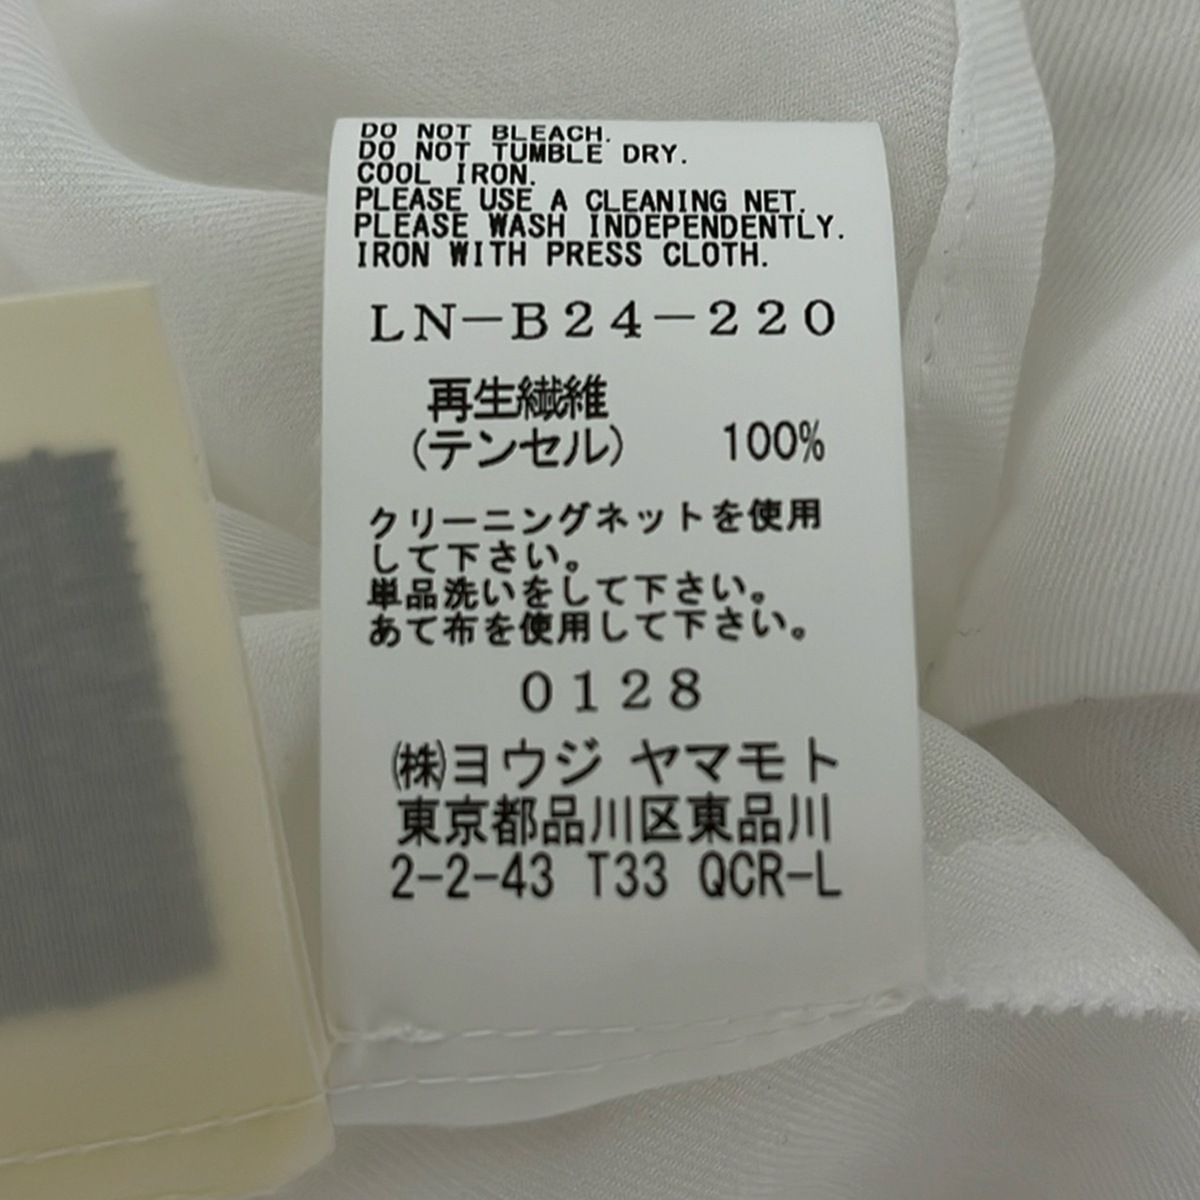 DO NOT BLEACH.
DO NOT TUMBLE DRY.
COOL IRON.
PLEASE USE A CLEANING NET.
PLEASE WASH INDEPENDENTLY.
IRON WITH PRESS CLOTH.
LN-B24-220
再生繊維
(テンセル) 100%
クリーニングネットを使用
して下さい。
単品洗いをして下さい。
あて布を使用して下さい。
0128
㈱ヨウジ ヤマモト
東京都品川区東品川
2-2-43 T33 QCR-L